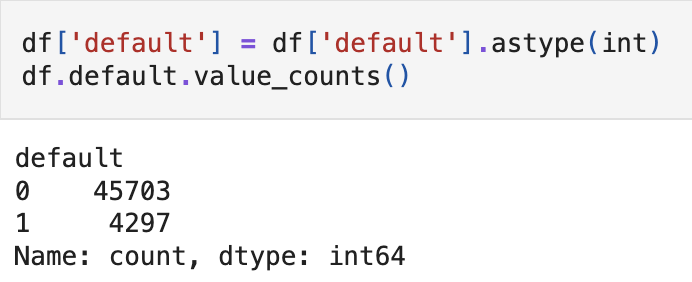 df['default'] = df['default'].astype(int)
df.default.value_counts()
default
0    45703
1     4297
Name: count, dtype: int64